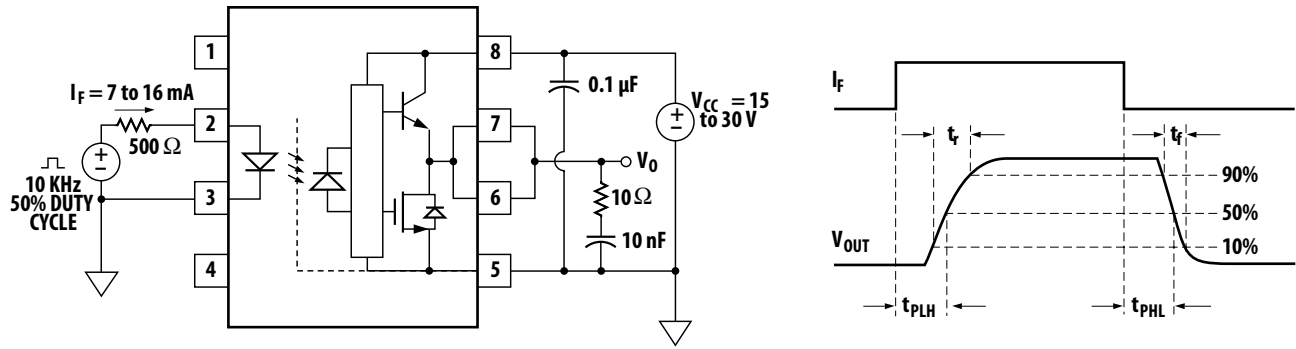 1
2
3
4
8
7
6
5
I_F = 7 to 16 mA
500 Ω
+
–
10 KHz
50% DUTY
CYCLE
0.1 µF
V_CC = 15
to 30 V
+
–
V_O
10 Ω
10 nF
I_F
t_r
t_f
90%
50%
10%
V_OUT
t_PLH
t_PHL